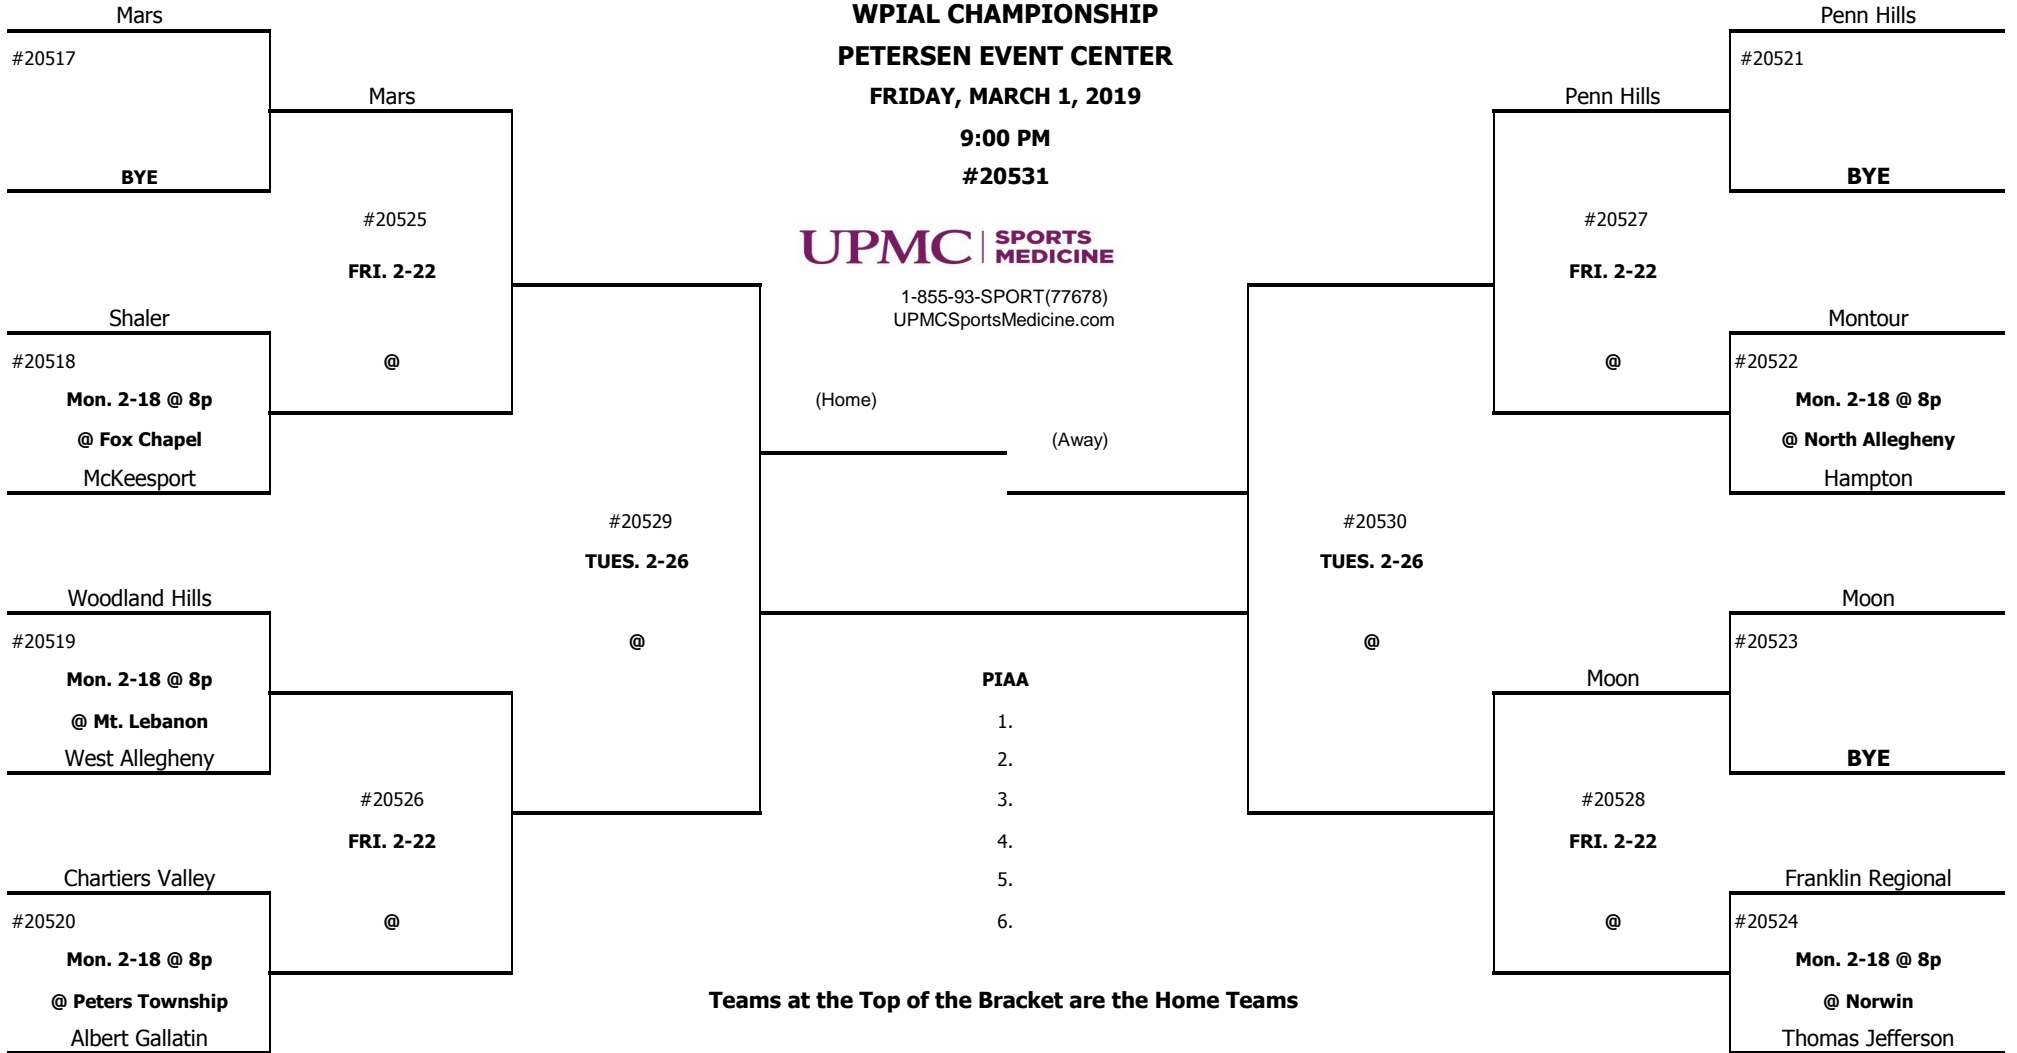 Mars
#20517
Mars
BYE
#20525
FRI. 2-22
Shaler
#20518
@
Mon. 2-18 @ 8p
@ Fox Chapel
McKeesport
#20529
TUES. 2-26
@
Woodland Hills
#20519
Mon. 2-18 @ 8p
@ Mt. Lebanon
West Allegheny
#20526
FRI. 2-22
Chartiers Valley
#20520
@
Mon. 2-18 @ 8p
@ Peters Township
Albert Gallatin
WPIAL CHAMPIONSHIP
PETERSEN EVENT CENTER
FRIDAY, MARCH 1, 2019
9:00 PM
#20531
UPMC | SPORTS MEDICINE
1-855-93-SPORT(77678)
UPMCSportsMedicine.com
(Home)
(Away)
PIAA
1.
2.
3.
4.
5.
6.
Teams at the Top of the Bracket are the Home Teams
Penn Hills
#20521
Penn Hills
BYE
#20527
FRI. 2-22
Montour
@
#20522
Mon. 2-18 @ 8p
@ North Allegheny
Hampton
#20530
TUES. 2-26
@
Moon
#20523
Moon
BYE
#20528
FRI. 2-22
Franklin Regional
@
#20524
Mon. 2-18 @ 8p
@ Norwin
Thomas Jefferson